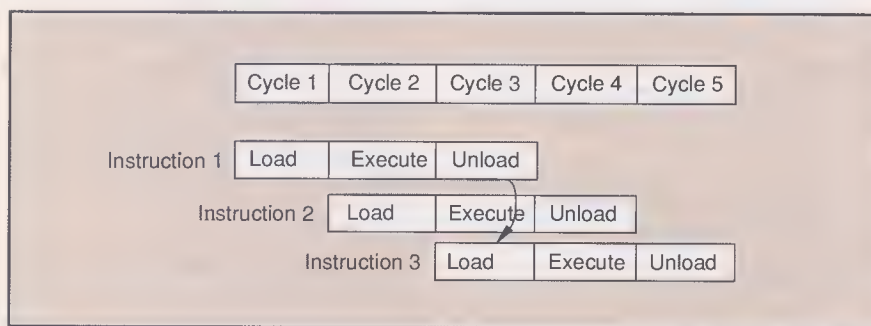 Cycle 1 Cycle 2 Cycle 3 Cycle 4 Cycle 5
Instruction 1 Load Execute Unload
Instruction 2 Load Execute Unload
Instruction 3 Load Execute Unload